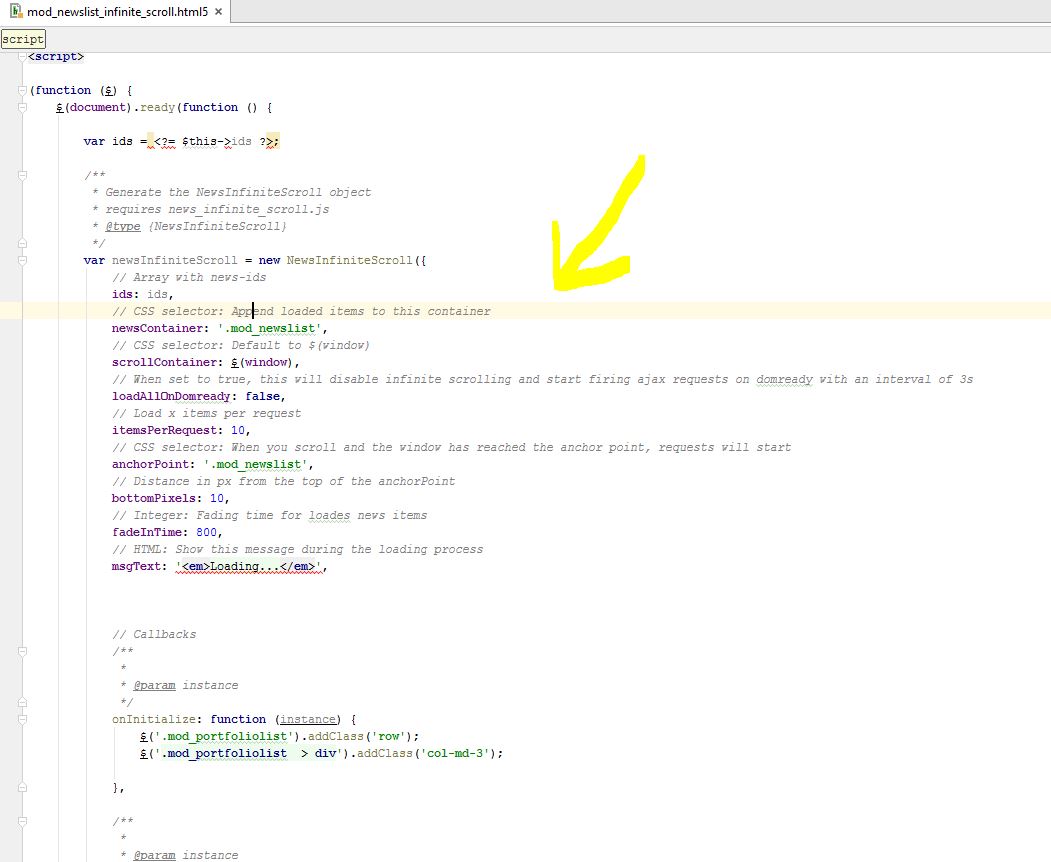 mod_newslist_infinite_scroll.html5
script
<script>
(function ($) {
$(document).ready(function () {
var ids = <?= $this->ids ?>;
/**
* Generate the NewsInfiniteScroll object
* requires news_infinite_scroll.js
* @type {NewsInfiniteScroll}
*/
var newsInfiniteScroll = new NewsInfiniteScroll({
// Array with news-ids
ids: ids,
// CSS selector: Append loaded items to this container
newsContainer: '.mod_newslist',
// CSS selector: Default to $(window)
scrollContainer: $(window),
// When set to true, this will disable infinite scrolling and start firing ajax requests on domready with an interval of 3s
loadAllOnDomready: false,
// Load x items per request
itemsPerRequest: 10,
// CSS selector: When you scroll and the window has reached the anchor point, requests will start
anchorPoint: '.mod_newslist',
// Distance in px from the top of the anchorPoint
bottomPixels: 10,
// Integer: Fading time for loades news items
fadeInTime: 800,
// HTML: Show this message during the loading process
msgText: '<em>Loading...</em>',
// Callbacks
/**
*
* @param instance
*/
onInitialize: function (instance) {
$('.mod_portfoliolist').addClass('row');
$('.mod_portfoliolist  > div').addClass('col-md-3');
},
/**
*
* @param instance